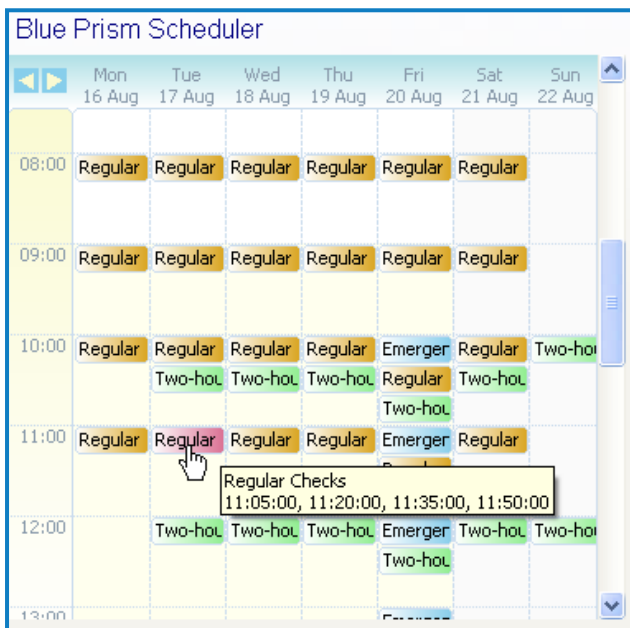 Blue Prism Scheduler
Mon Tue Wed Thu Fri Sat Sun
16 Aug 17 Aug 18 Aug 19 Aug 20 Aug 21 Aug 22 Aug
08:00 Regular Regular Regular Regular Regular Regular
09:00 Regular Regular Regular Regular Regular Regular
10:00 Regular Regular Regular Regular Emerger Regular Two-hou
Two-hou Two-hou Two-hou Regular Two-hou
Two-hou
11:00 Regular Regular Regular Regular Emerger Regular
Regular Checks
11:05:00, 11:20:00, 11:35:00, 11:50:00
12:00 Two-hou Two-hou Two-hou Emerger Two-hou Two-hou
Two-hou
13:00